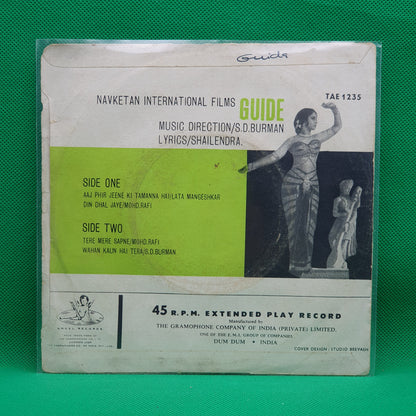 Guide
TAE 1235
NAVKETAN INTERNATIONAL FILMS GUIDE
MUSIC DIRECTION/S.D.BURMAN
LYRICS/SHAILENDRA.
SIDE ONE
AAJ PHIR JEENE KI TAMANNA HAI/LATA MANGESHKAR
DIN DHAL JAYE/MOHD.RAFI
SIDE TWO
TERE MERE SAPNE/MOHD.RAFI
WAHAN KAUN HAI TERA/S.D.BURMAN
ANGEL RECORDS
45 R.P.M. EXTENDED PLAY RECORD
Manufactured by
THE GRAMOPHONE COMPANY OF INDIA (PRIVATE) LIMITED.
ONE OF THE E.M.I. GROUP OF COMPANIES
DUM DUM • INDIA
COVER DESIGN: STUDIO